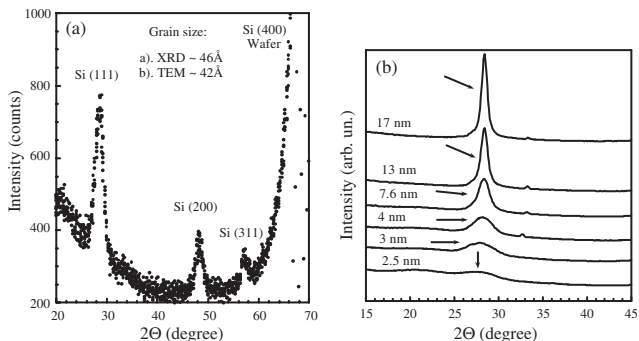 (a)
Grain size:
a). XRD ~ 46Å
b). TEM ~ 42Å
Si (400)
Wafer
Si (111)
Si (200)
Si (311)
Intensity (counts)
1000
800
600
400
200
20 30 40 50 60 70
2Θ (degree)
(b)
17 nm
13 nm
7.6 nm
4 nm
3 nm
2.5 nm
Intensity (arb. un.)
15 20 25 30 35 40 45
2Θ (degree)